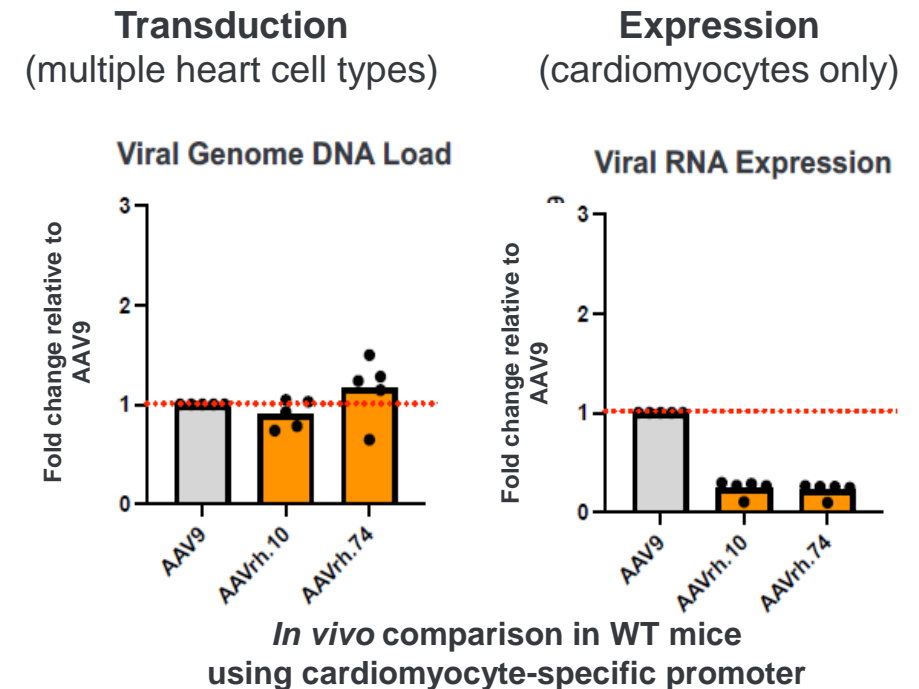 Transduction
(multiple heart cell types)
Viral Genome DNA Load
Fold change relative to
AAV9
3
2
1
0
AAV9
AAVrh.10
AAVrh.74
Expression
(cardiomyocytes only)
Viral RNA Expression
Fold change relative to
AAV9
3
2
1
0
AAV9
AAVrh.10
AAVrh.74
In vivo comparison in WT mice
using cardiomyocyte-specific promoter